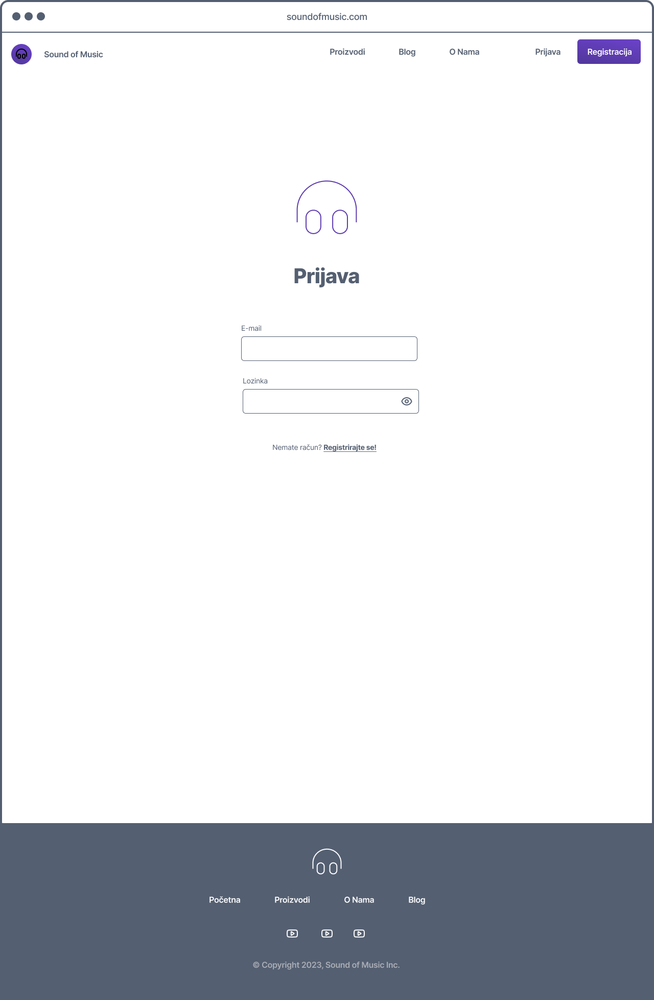 soundofmusic.com
Sound of Music
Proizvodi
Blog
O Nama
Prijava
Registracija
Prijava
E-mail
Lozinka
Nemate račun? Registrirajte se!
Početna
Proizvodi
O Nama
Blog
© Copyright 2023, Sound of Music Inc.